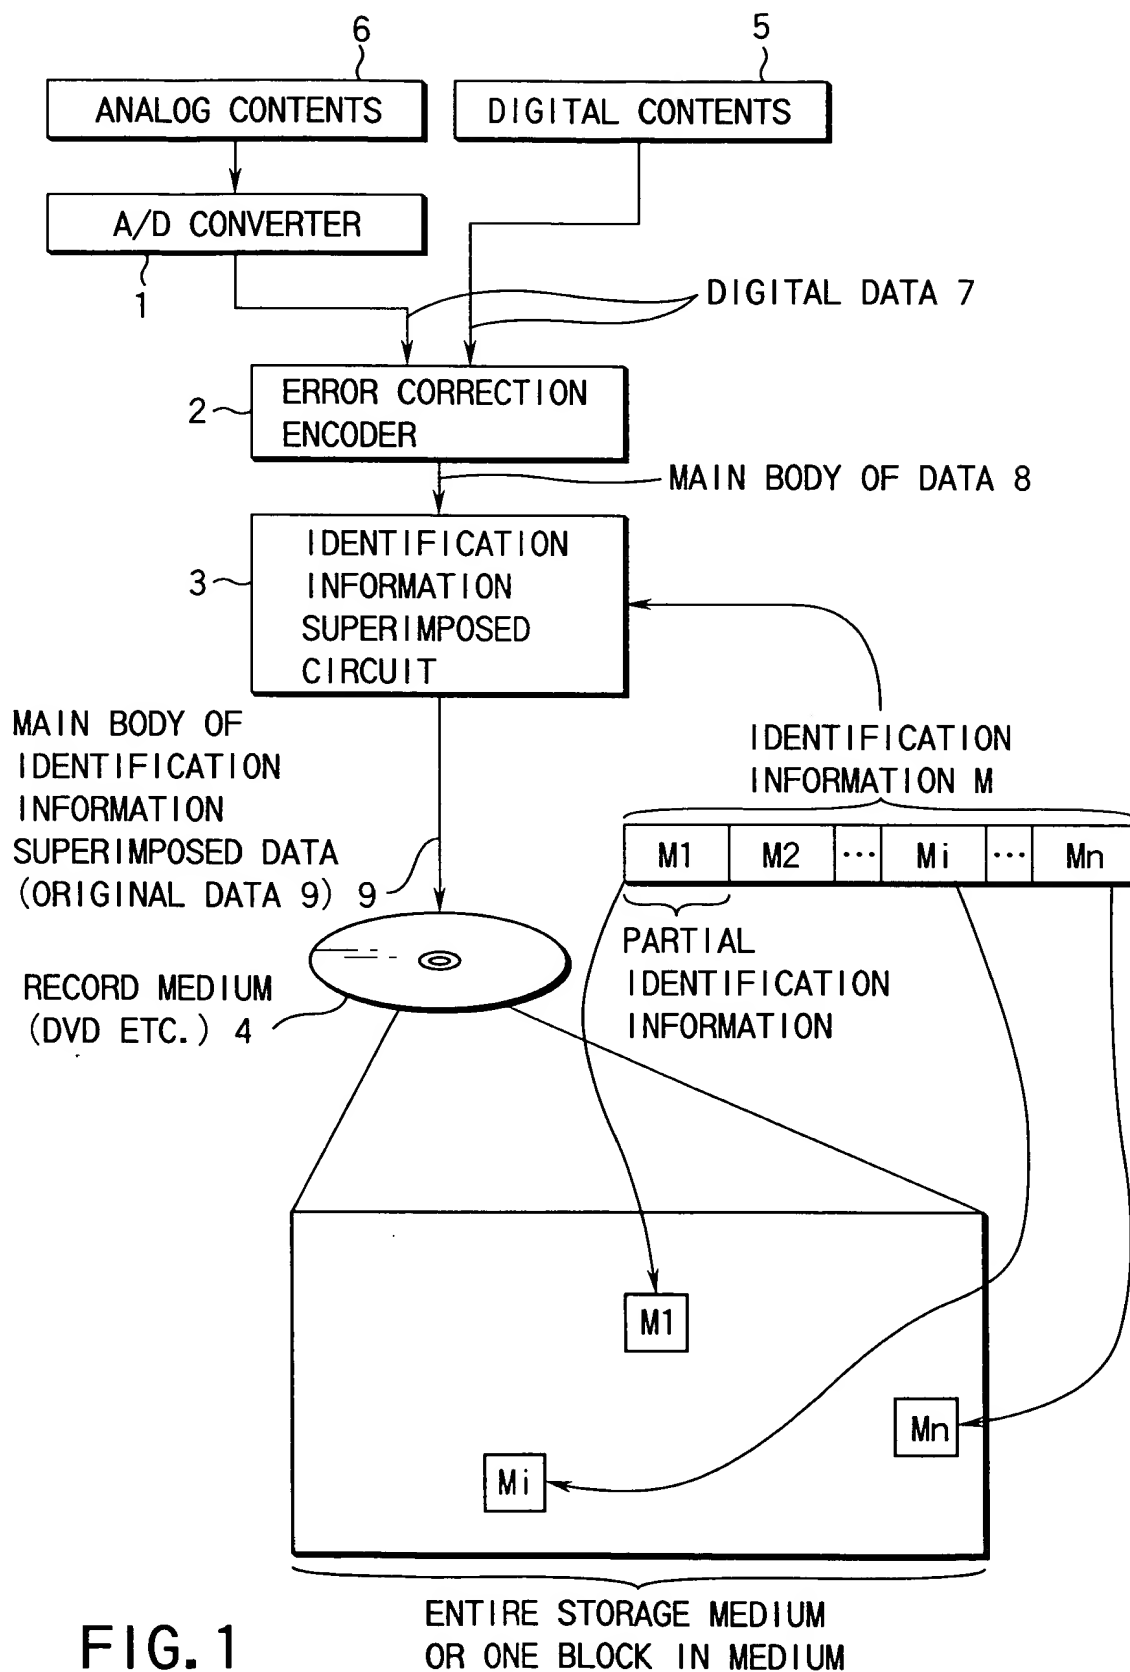 6
5
ANALOG CONTENTS
DIGITAL CONTENTS
A/D CONVERTER
1
DIGITAL DATA 7
2
ERROR CORRECTION
ENCODER
MAIN BODY OF DATA 8
3
IDENTIFICATION
INFORMATION
SUPERIMPOSED
CIRCUIT
MAIN BODY OF
IDENTIFICATION
INFORMATION
SUPERIMPOSED DATA
(ORIGINAL DATA 9) 9
IDENTIFICATION
INFORMATION M
M1 M2 ... Mi ... Mn
PARTIAL
IDENTIFICATION
INFORMATION
RECORD MEDIUM
(DVD ETC.) 4
M1
Mn
Mi
ENTIRE STORAGE MEDIUM
OR ONE BLOCK IN MEDIUM
FIG.1